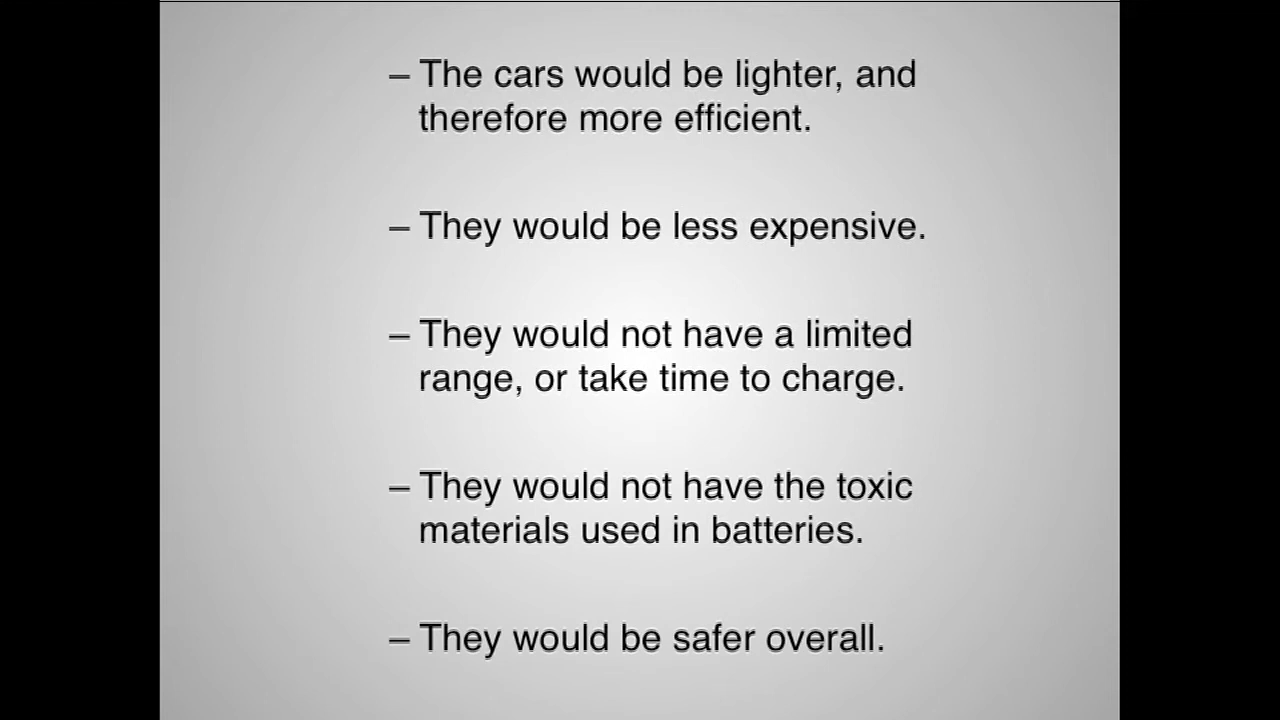 – The cars would be lighter, and
therefore more efficient.
– They would be less expensive.
– They would not have a limited
range, or take time to charge.
– They would not have the toxic
materials used in batteries.
– They would be safer overall.